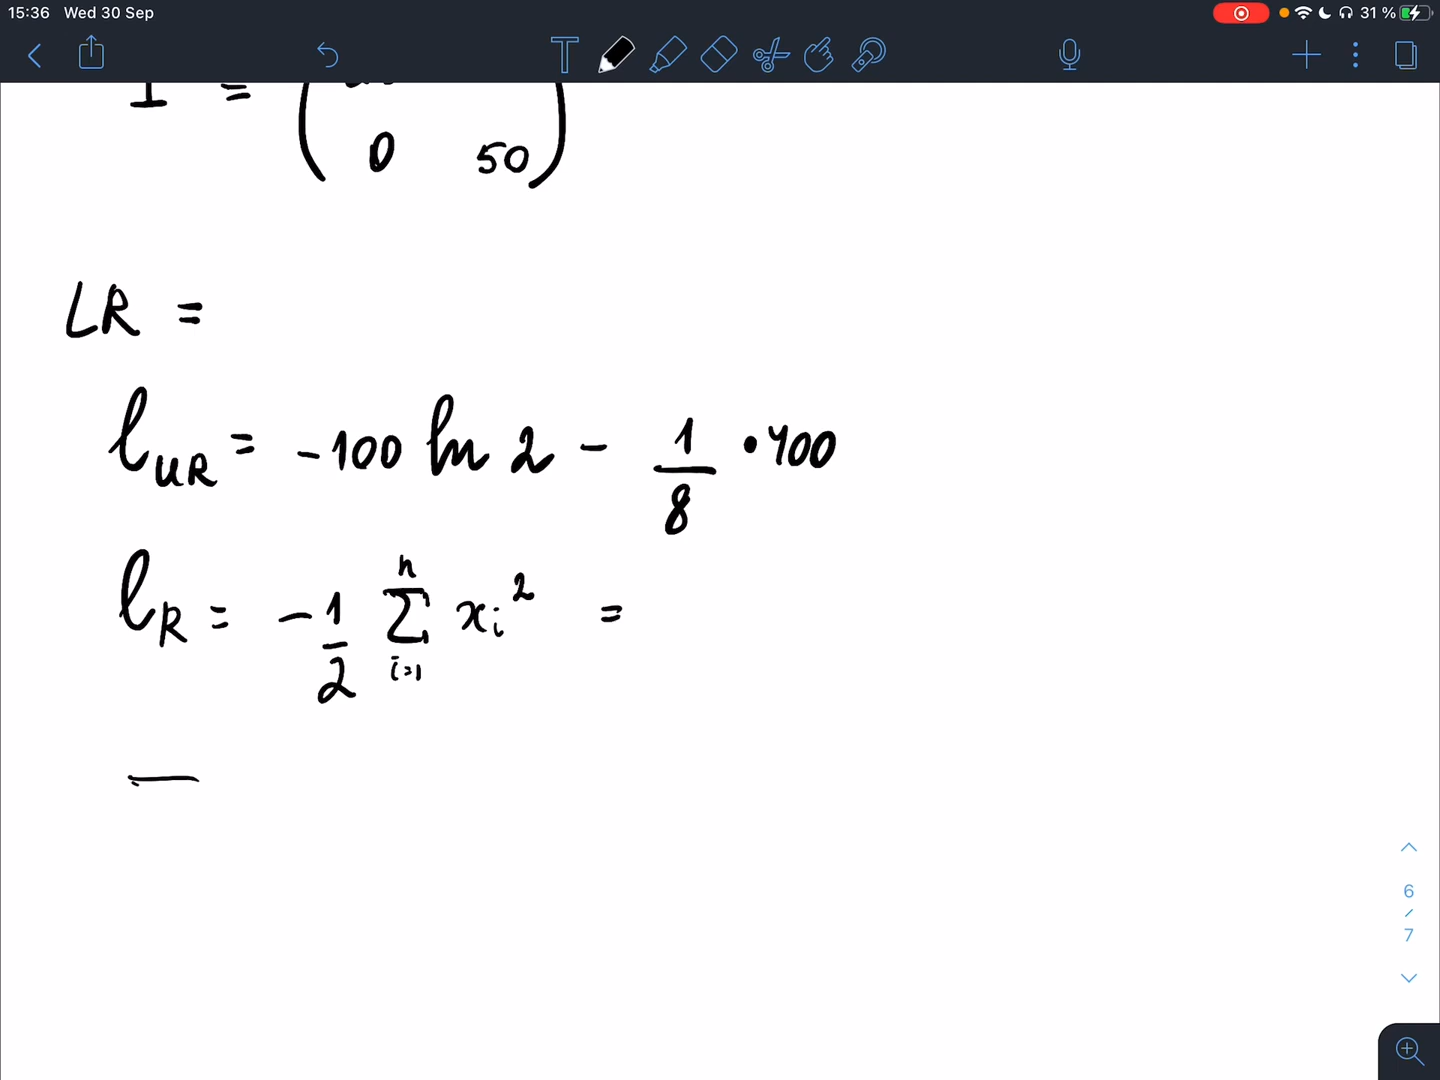 15:36 Wed 30 Sep 31 %
T
I =
0 50
LR =
l_UR = -100 ln 2 - 1/8 • 400
l_R = - 1/2 Σ_{i=1}^{n} x_i^2 =
—
6 / 7